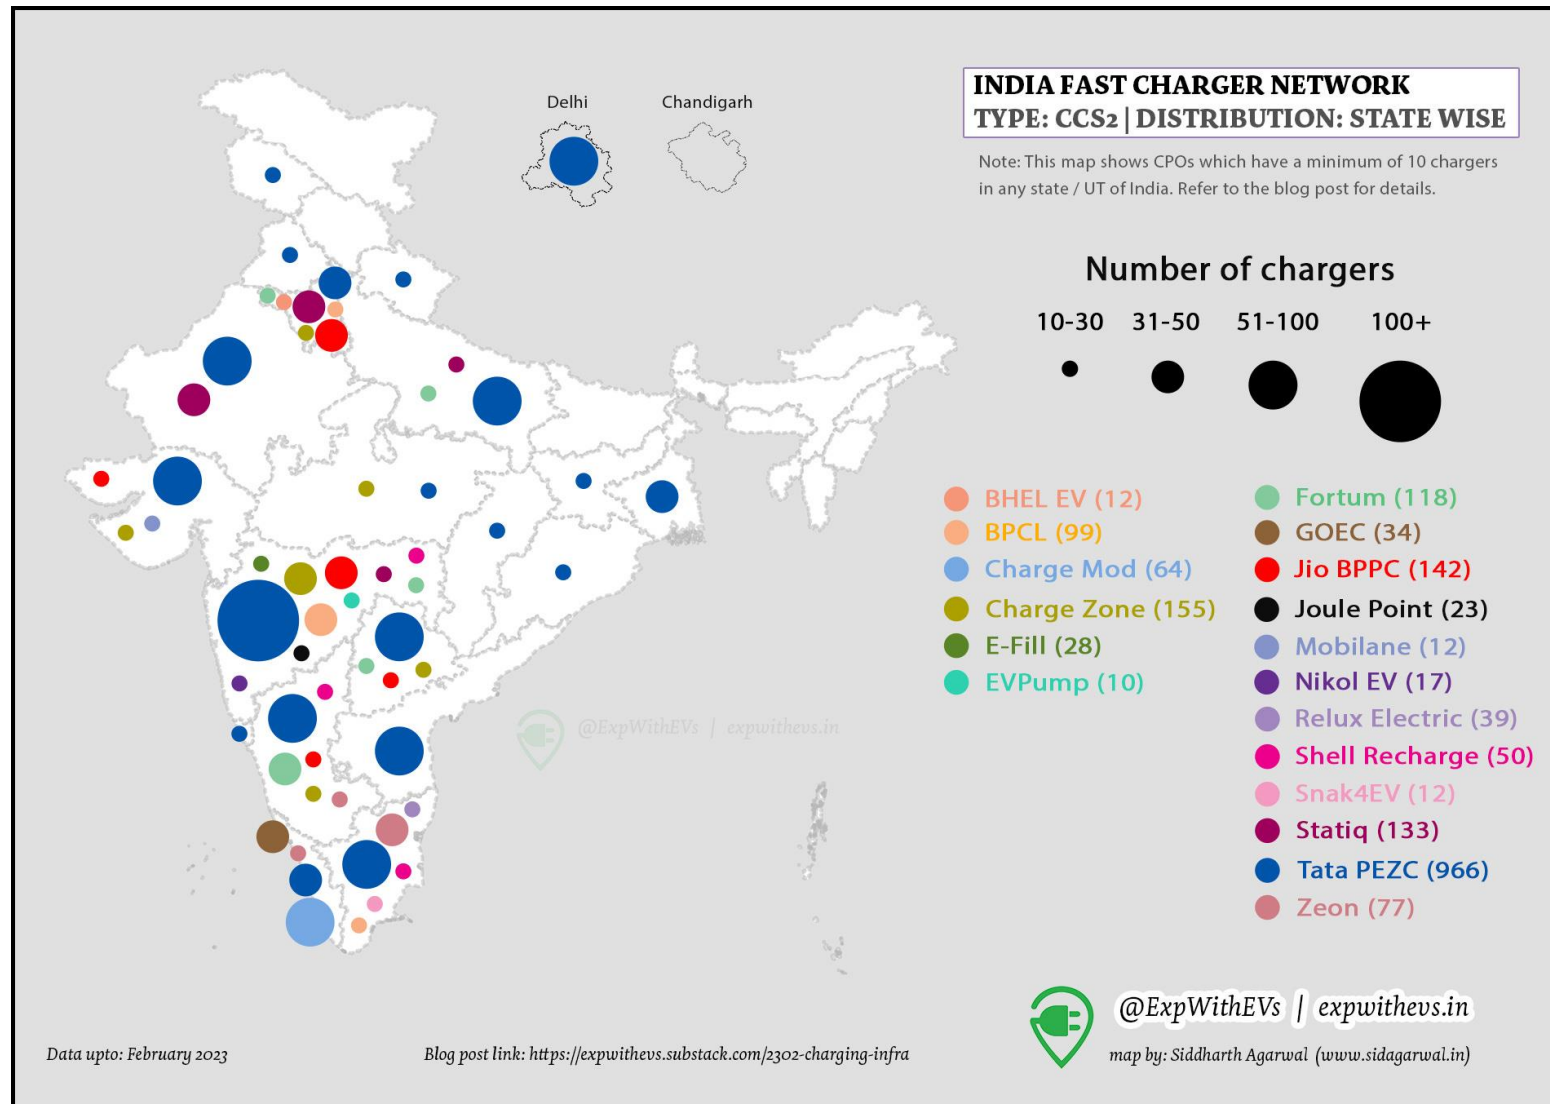 INDIA FAST CHARGER NETWORK
TYPE: CCS2 | DISTRIBUTION: STATE WISE
Note: This map shows CPOs which have a minimum of 10 chargers
in any state / UT of India. Refer to the blog post for details.
Delhi
Chandigarh
Number of chargers
10-30
31-50
51-100
100+
BHEL EV (12)
BPCL (99)
Charge Mod (64)
Charge Zone (155)
E-Fill (28)
EVPump (10)
Fortum (118)
GOEC (34)
Jio BPPC (142)
Joule Point (23)
Mobilane (12)
Nikol EV (17)
Relux Electric (39)
Shell Recharge (50)
Snak4EV (12)
Statiq (133)
Tata PEZC (966)
Zeon (77)
@ExpWithEVs | expwithevs.in
@ExpWithEVs | expwithevs.in
map by: Siddharth Agarwal (www.sidagarwal.in)
Data upto: February 2023
Blog post link: https://expwithevs.substack.com/2302-charging-infra